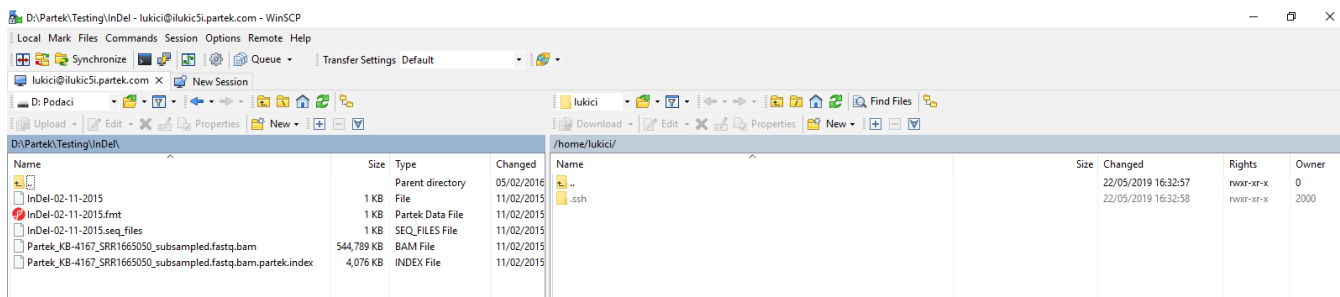 D:\Partek\Testing\InDel - lukici@ilukic5i.partek.com - WinSCP
Local Mark Files Commands Session Options Remote Help
Synchronize Queue Transfer Settings Default
lukici@ilukic5i.partek.com X New Session
D: Podaci lukici Find Files
Upload Edit Properties New Download Edit Properties New
D:\Partek\Testing\InDel\ /home/lukici/
Name Size Type Changed Name Size Changed Rights Owner
.. Parent directory 05/02/2016 .. 22/05/2019 16:32:57 rwxr-xr-x 0
InDel-02-11-2015 1 KB File 11/02/2015 .ssh 22/05/2019 16:32:58 rwxr-xr-x 2000
InDel-02-11-2015.fmt 1 KB Partek Data File 11/02/2015
InDel-02-11-2015.seq_files 1 KB SEQ_FILES File 11/02/2015
Partek_KB-4167_SRR1665050_subsampled.fastq.bam 544,789 KB BAM File 11/02/2015
Partek_KB-4167_SRR1665050_subsampled.fastq.bam.partek.index 4,076 KB INDEX File 11/02/2015